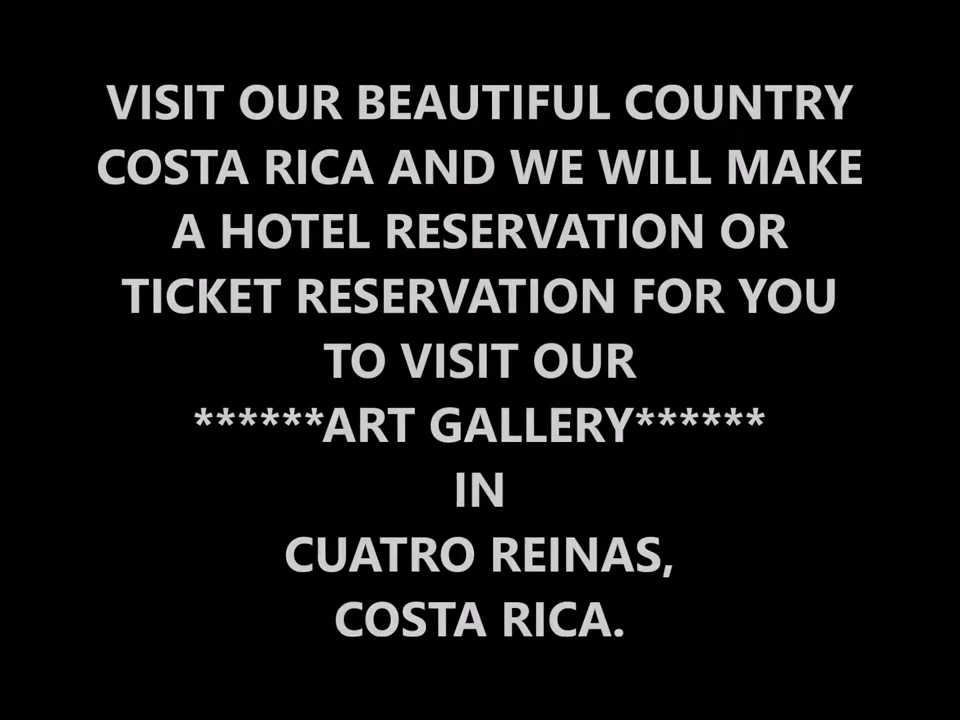 VISIT OUR BEAUTIFUL COUNTRY
COSTA RICA AND WE WILL MAKE
A HOTEL RESERVATION OR
TICKET RESERVATION FOR YOU
TO VISIT OUR
******ART GALLERY******
IN
CUATRO REINAS,
COSTA RICA.